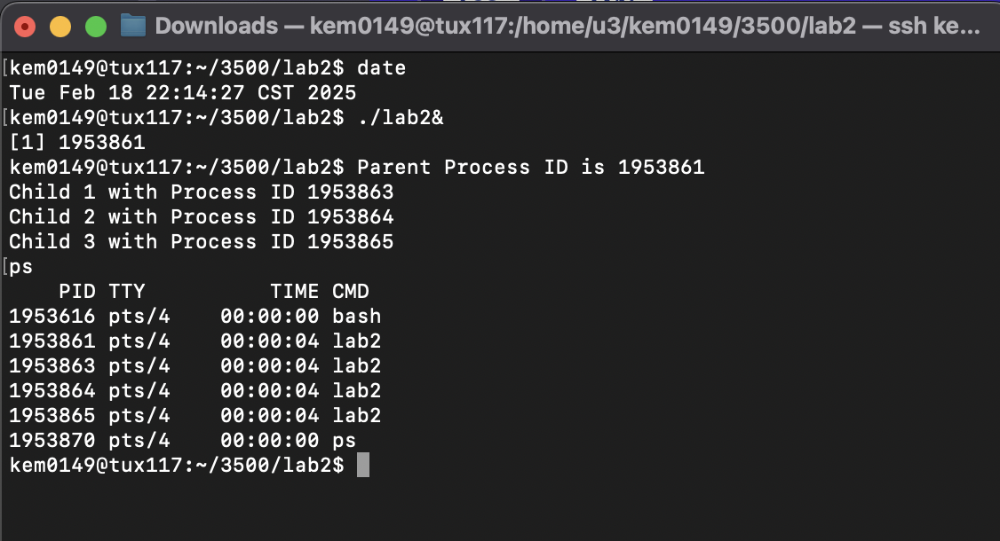 Downloads — kem0149@tux117:/home/u3/kem0149/3500/lab2 — ssh ke...
[kem0149@tux117:~/3500/lab2$ date
Tue Feb 18 22:14:27 CST 2025
[kem0149@tux117:~/3500/lab2$ ./lab2&
[1] 1953861
kem0149@tux117:~/3500/lab2$ Parent Process ID is 1953861
Child 1 with Process ID 1953863
Child 2 with Process ID 1953864
Child 3 with Process ID 1953865
[ps
    PID TTY          TIME CMD
1953616 pts/4    00:00:00 bash
1953861 pts/4    00:00:04 lab2
1953863 pts/4    00:00:04 lab2
1953864 pts/4    00:00:04 lab2
1953865 pts/4    00:00:04 lab2
1953870 pts/4    00:00:00 ps
kem0149@tux117:~/3500/lab2$